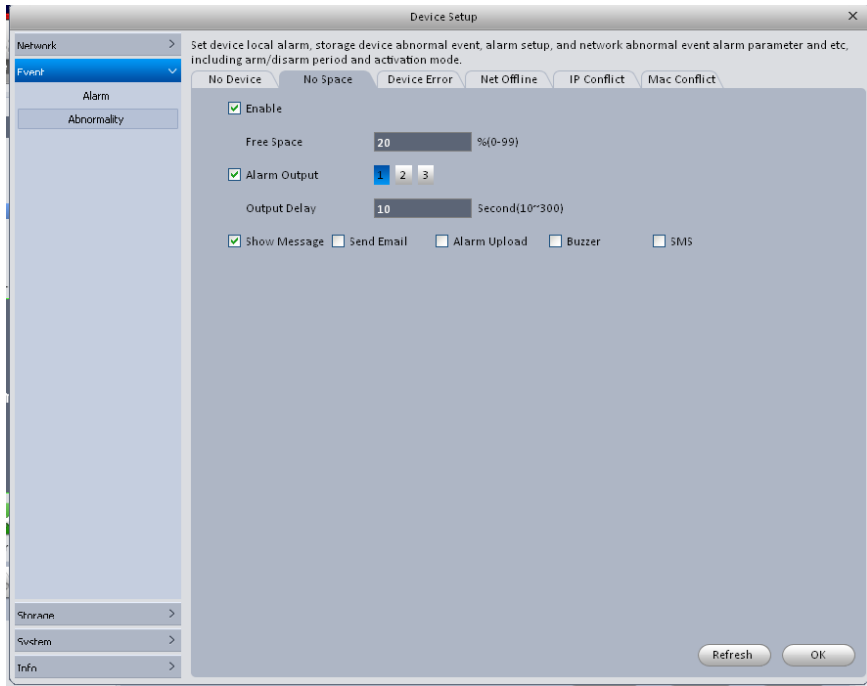 Device Setup
Network
Set device local alarm, storage device abnormal event, alarm setup, and network abnormal event alarm parameter and etc,
including arm/disarm period and activation mode.
Event
No Device
No Space
Device Error
Net Offline
IP Conflict
Mac Conflict
Alarm
Abnormality
Enable
Free Space
20
%(0-99)
Alarm Output
1 2 3
Output Delay
10
Second(10~300)
Show Message
Send Email
Alarm Upload
Buzzer
SMS
Storage
System
Info
Refresh
OK